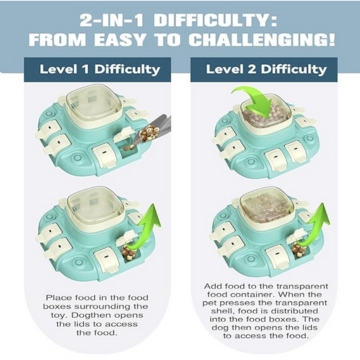 2-IN-1 DIFFICULTY:
FROM EASY TO CHALLENGING!
Level 1 Difficulty
Level 2 Difficulty
Place food in the food
boxes surrounding the
toy. Dogthen opens
the lids to access
the food.
Add food to the transparent
food container. When the
pet presses the transparent
shell, food is distributed
into the food boxes. The
dog then opens the lids
to access the food.